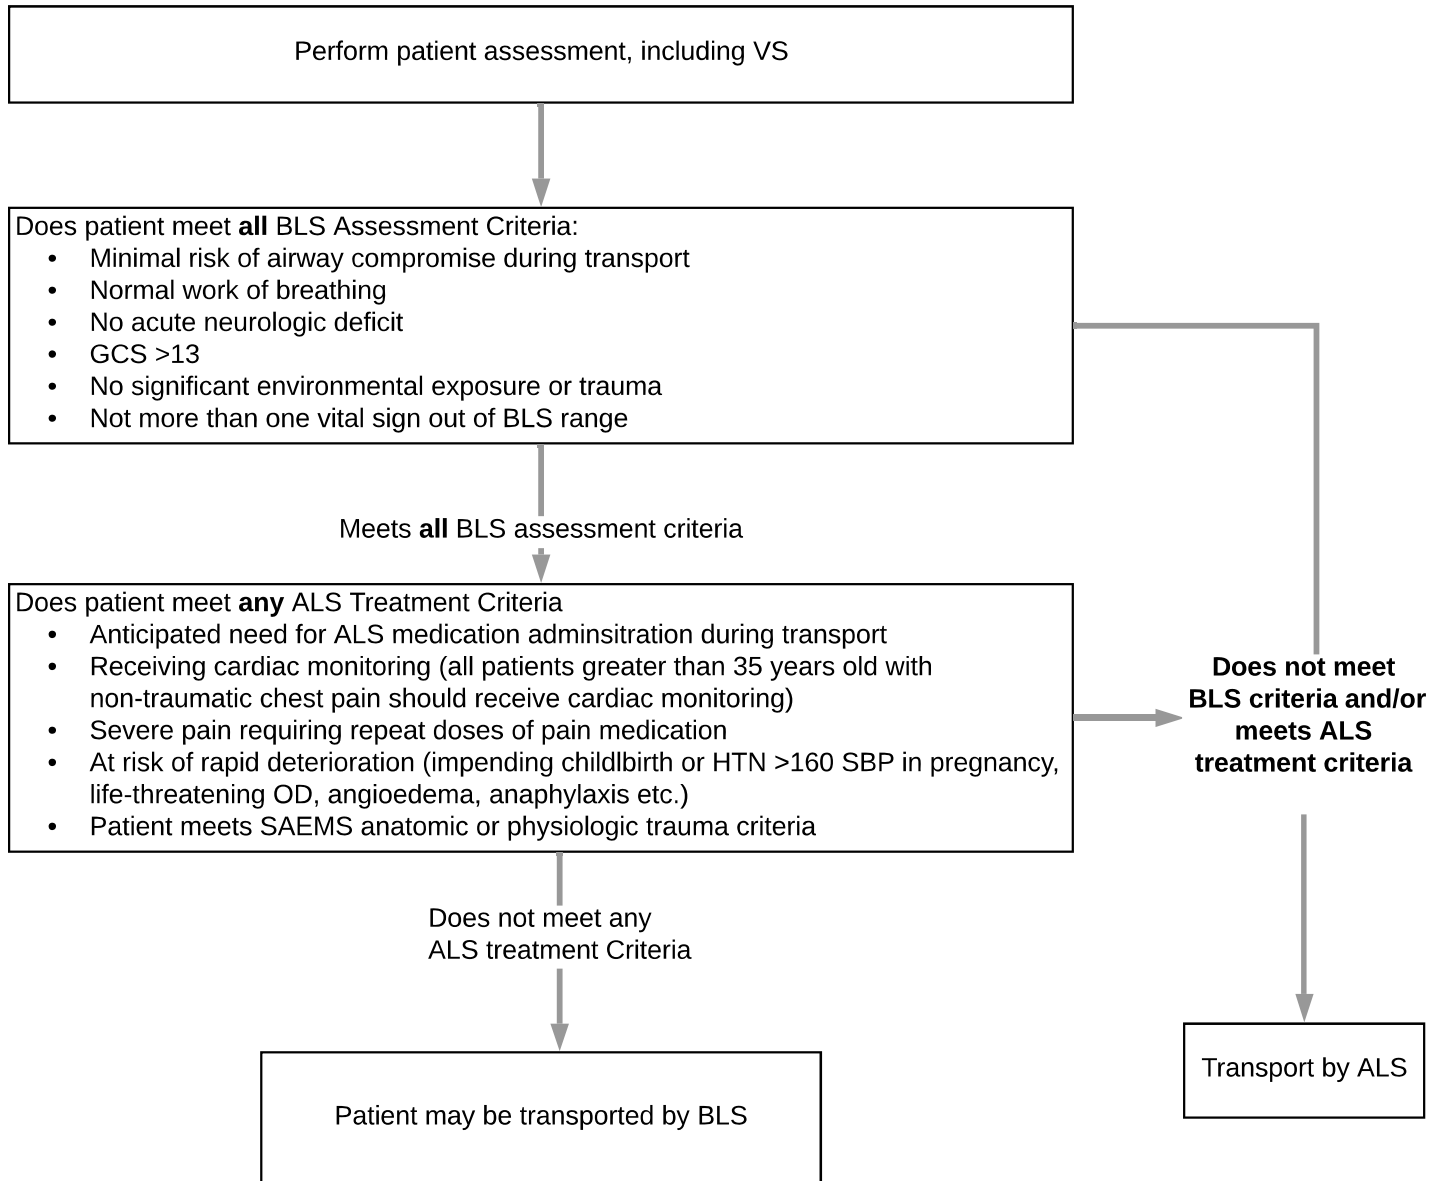 Perform patient assessment, including VS
Does patient meet all BLS Assessment Criteria:
• Minimal risk of airway compromise during transport
• Normal work of breathing
• No acute neurologic deficit
• GCS >13
• No significant environmental exposure or trauma
• Not more than one vital sign out of BLS range
Meets all BLS assessment criteria
Does patient meet any ALS Treatment Criteria
• Anticipated need for ALS medication adminsitration during transport
• Receiving cardiac monitoring (all patients greater than 35 years old with
non-traumatic chest pain should receive cardiac monitoring)
• Severe pain requiring repeat doses of pain medication
• At risk of rapid deterioration (impending childlbirth or HTN >160 SBP in pregnancy,
life-threatening OD, angioedema, anaphylaxis etc.)
• Patient meets SAEMS anatomic or physiologic trauma criteria
Does not meet
BLS criteria and/or
meets ALS
treatment criteria
Does not meet any
ALS treatment Criteria
Transport by ALS
Patient may be transported by BLS